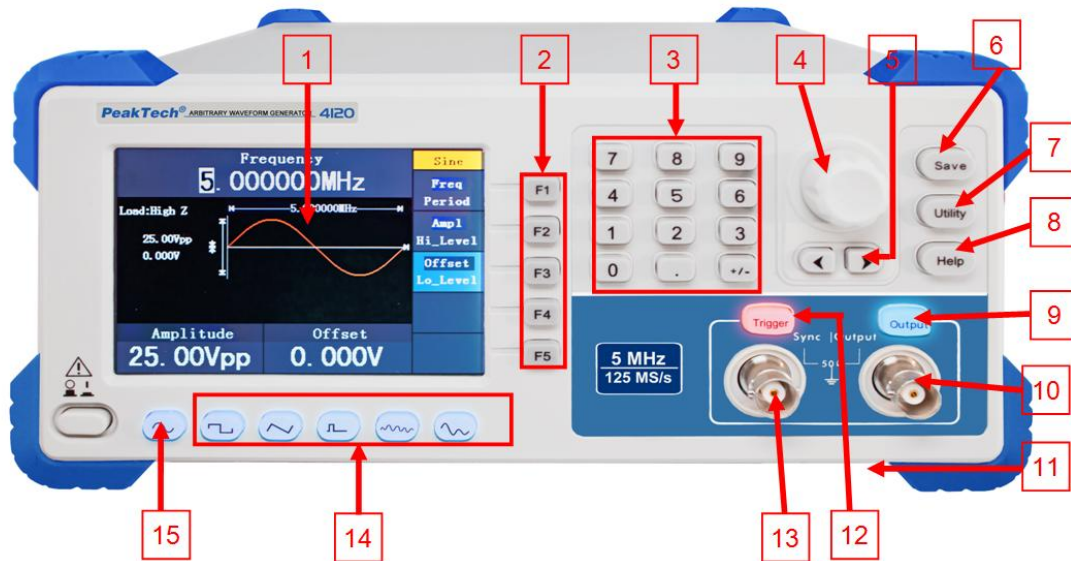 1
2
3
4
5
6
7
8
9
10
11
12
13
14
15
PeakTech® ARBITRARY WAVEFORM GENERATOR 4120
Frequency
5.000000MHz
Load:High Z
5.000000MHz
25.00Vpp
0.000V
Amplitude
25.00Vpp
Offset
0.000V
Sine
Freq
Period
Ampl
Hi_Level
Offset
Lo_Level
F1
F2
F3
F4
F5
7 8 9
4 5 6
1 2 3
0 . +/-
Save
Utility
Help
Trigger
Output
Sync | Output
50Ω
5 MHz
125 MS/s